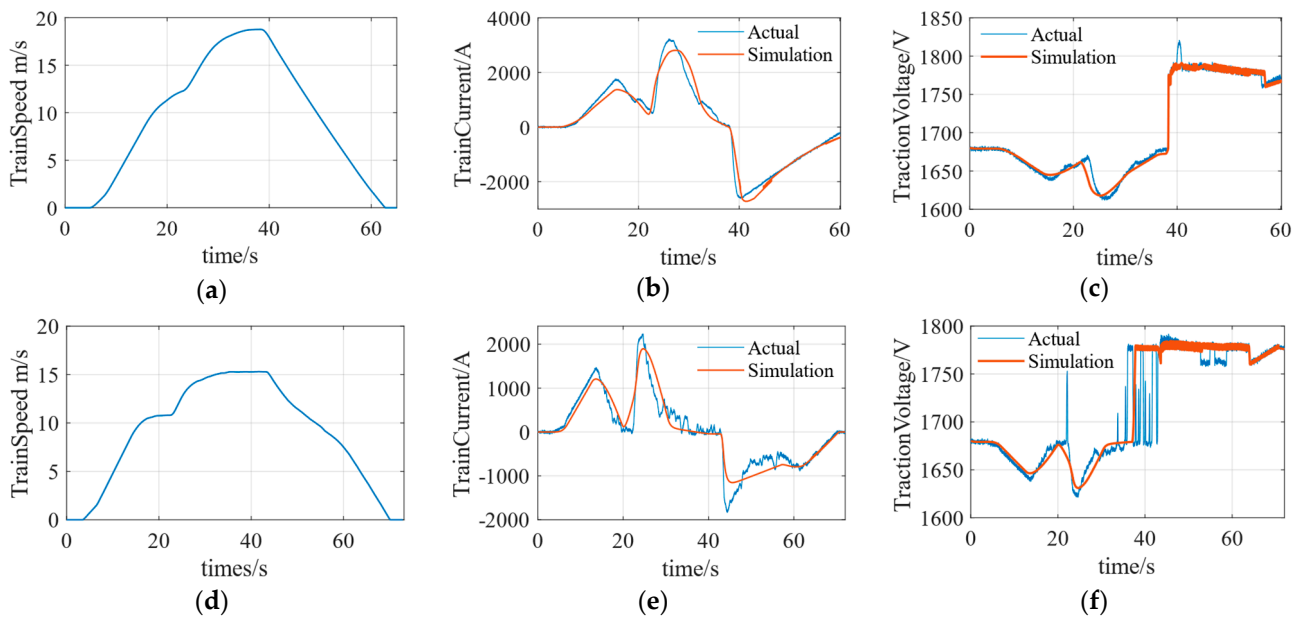 20
15
10
5
0
TrainSpeed m/s
0 20 40 60
time/s
(a)
4000
2000
0
-2000
TrainCurrent/A
Actual
Simulation
0 20 40 60
time/s
(b)
1850
1800
1750
1700
1650
1600
TractionVoltage/V
Actual
Simulation
0 20 40 60
time/s
(c)
20
15
10
5
0
TrainSpeed m/s
0 20 40 60
times/s
(d)
2000
1000
0
-1000
-2000
TrainCurrent/A
Actual
Simulation
0 20 40 60
time/s
(e)
1800
1750
1700
1650
1600
TractionVoltage/V
Actual
Simulation
0 20 40 60
time/s
(f)